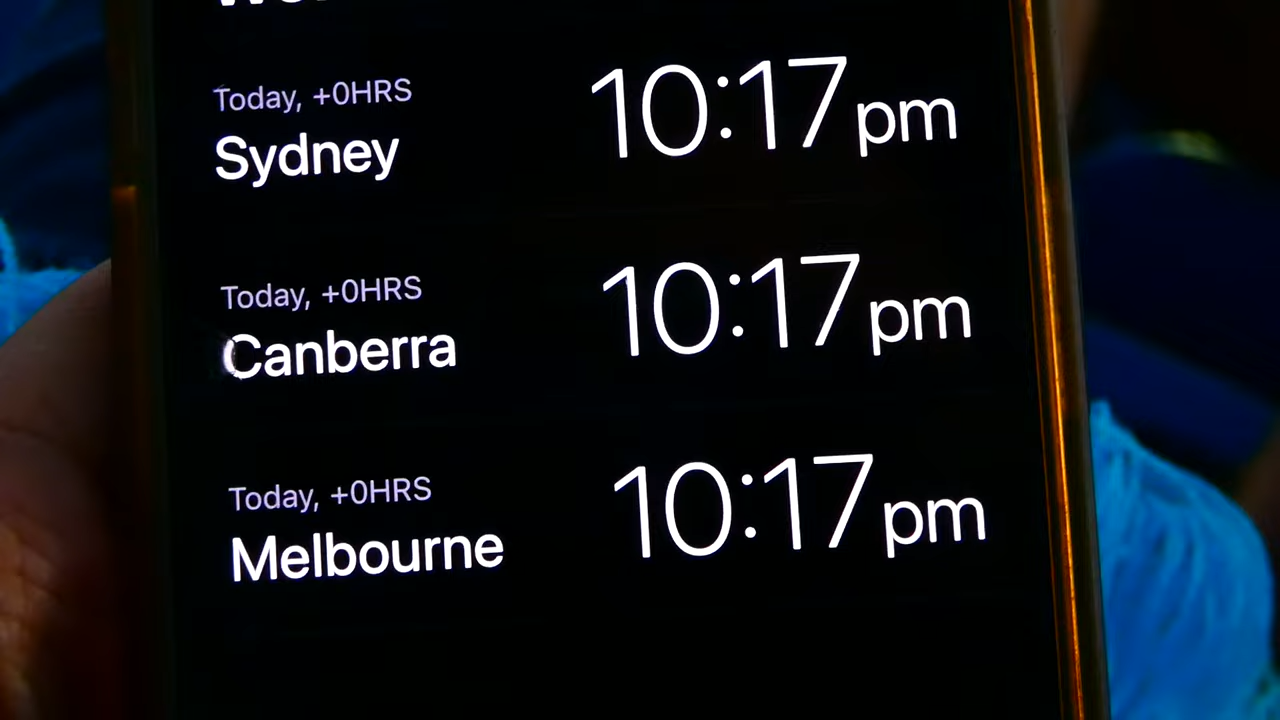 Today, +0HRS
Sydney
10:17pm
Today, +0HRS
Canberra
10:17pm
Today, +0HRS
Melbourne
10:17pm